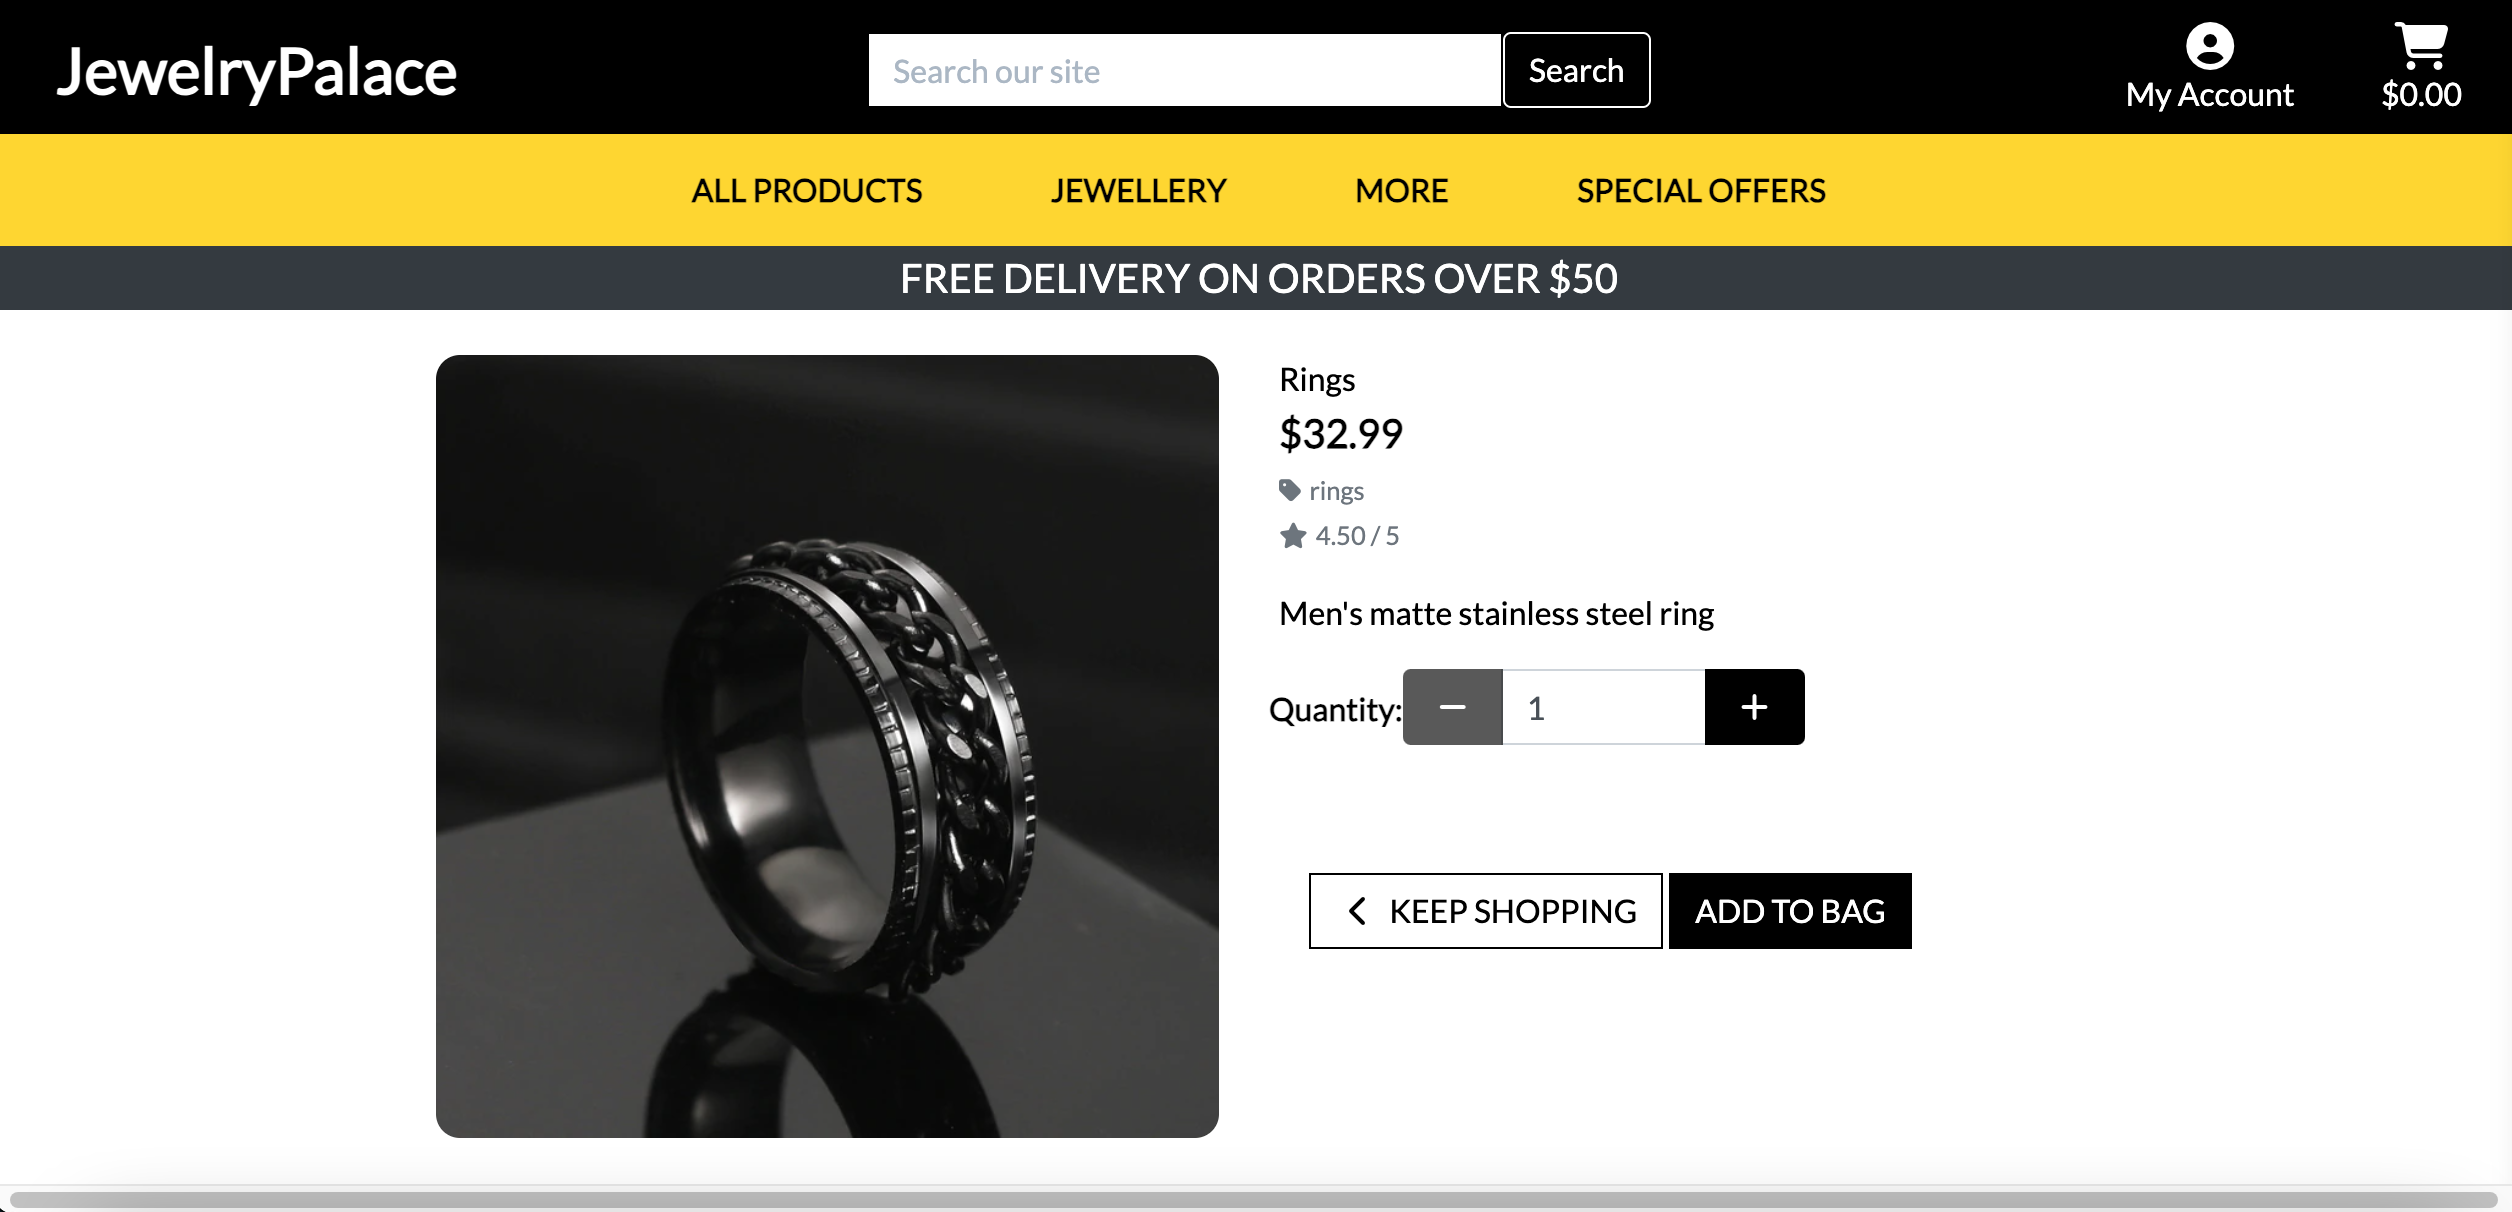 JewelryPalace
Search our site
Search
My Account
$0.00
ALL PRODUCTS
JEWELLERY
MORE
SPECIAL OFFERS
FREE DELIVERY ON ORDERS OVER $50
Rings
$32.99
rings
4.50 / 5
Men's matte stainless steel ring
Quantity:
1
KEEP SHOPPING
ADD TO BAG